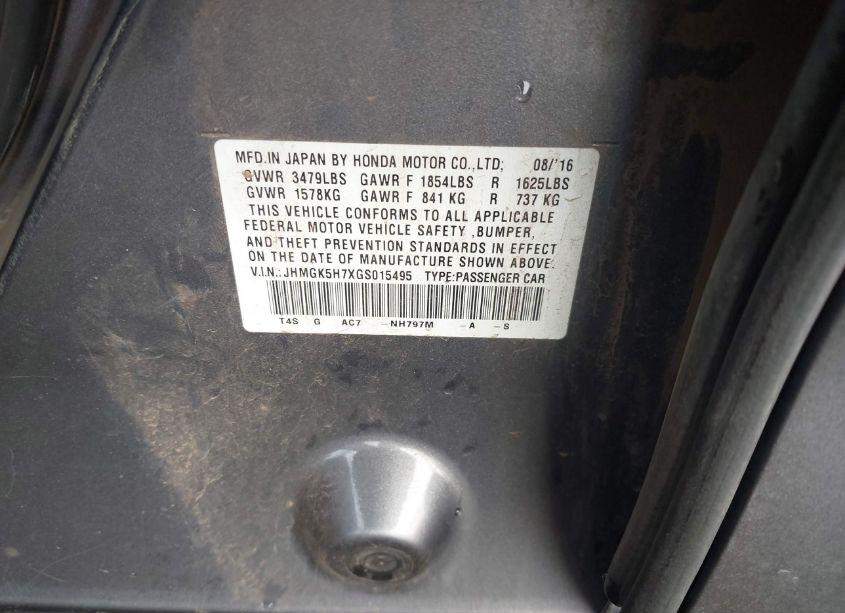 MFD.IN JAPAN BY HONDA MOTOR CO.,LTD; 08/'16
GVWR 3479LBS GAWR F 1854LBS R 1625LBS
GVWR 1578KG GAWR F 841 KG R 737 KG
THIS VEHICLE CONFORMS TO ALL APPLICABLE
FEDERAL MOTOR VEHICLE SAFETY ,BUMPER,
AND THEFT PREVENTION STANDARDS IN EFFECT
ON THE DATE OF MANUFACTURE SHOWN ABOVE.
V.I.N.:JHMGK5H7XGS015495 TYPE:PASSENGER CAR
T4S G AC7 -NH797M -A -S